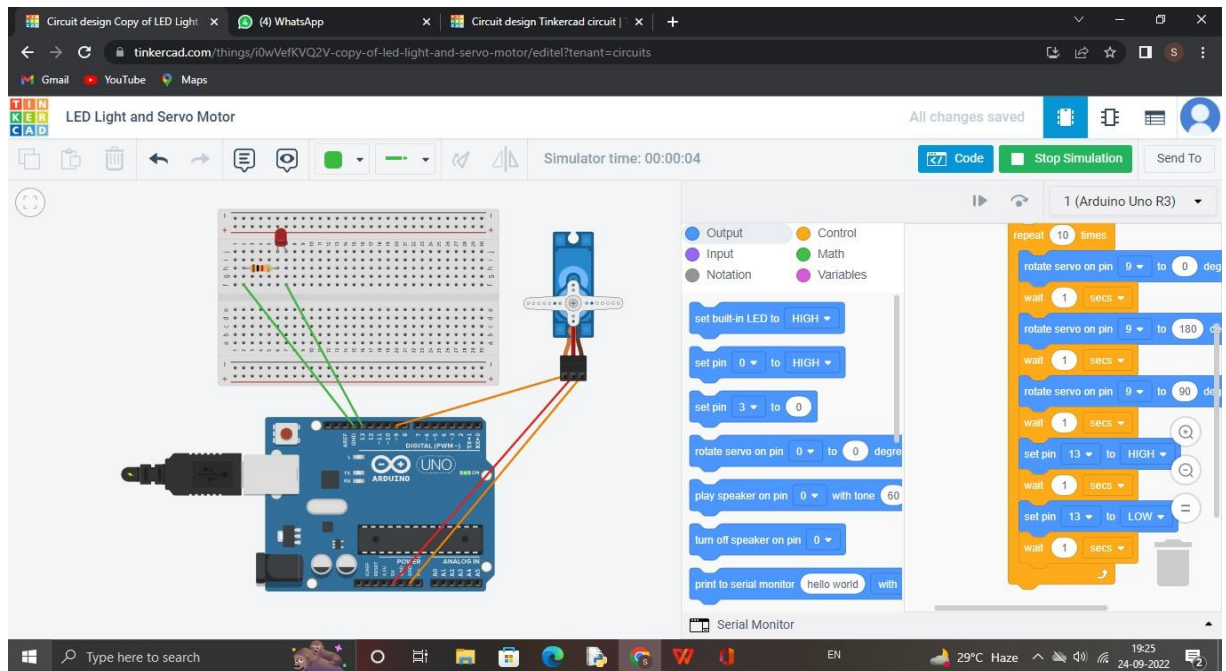 Circuit design Copy of LED Light
(4) WhatsApp
Circuit design Tinkercad circuit |
tinkercad.com/things/i0wVefKVQ2V-copy-of-led-light-and-servo-motor/editel?tenant=circuits
S
Gmail YouTube Maps
TIN
KER
CAD
LED Light and Servo Motor
All changes saved
Simulator time: 00:00:04
Code
Stop Simulation
Send To
1 (Arduino Uno R3)
Output Control
Input Math
Notation Variables
set built-in LED to HIGH
set pin 0 to HIGH
set pin 3 to 0
rotate servo on pin 0 to 0 degre
play speaker on pin 0 with tone 60
turn off speaker on pin 0
print to serial monitor hello world with
repeat 10 times
rotate servo on pin 9 to 0 deg
wait 1 secs
rotate servo on pin 9 to 180 d
wait 1 secs
rotate servo on pin 9 to 90 de
wait 1 secs
set pin 13 to HIGH
wait 1 secs
set pin 13 to LOW
wait 1 secs
DIGITAL (PWM~)
UNO
ARDUINO
ON
POWER
ANALOG IN
Serial Monitor
Type here to search
EN
29°C Haze
19:25
24-09-2022
2